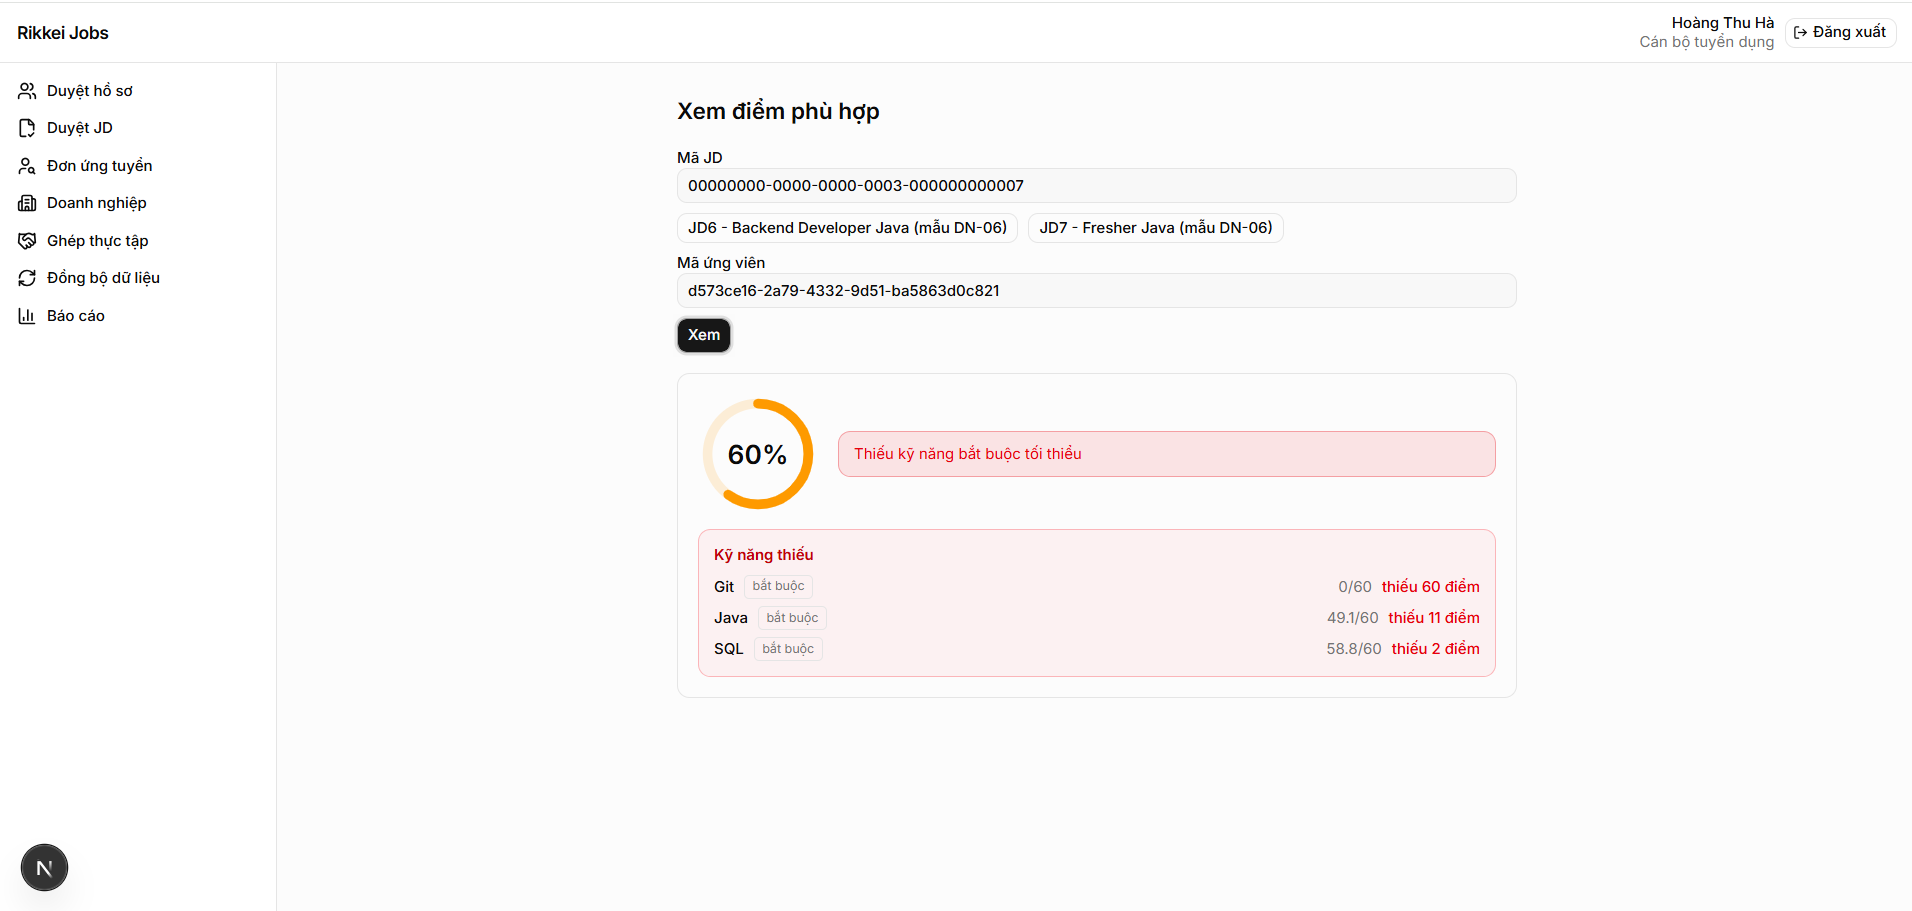 Rikkei Jobs
Hoàng Thu Hà
Cán bộ tuyển dụng
Đăng xuất
Duyệt hồ sơ
Duyệt JD
Đơn ứng tuyển
Doanh nghiệp
Ghép thực tập
Đồng bộ dữ liệu
Báo cáo
Xem điểm phù hợp
Mã JD
00000000-0000-0000-0003-000000000007
JD6 - Backend Developer Java (mẫu DN-06)
JD7 - Fresher Java (mẫu DN-06)
Mã ứng viên
d573ce16-2a79-4332-9d51-ba5863d0c821
Xem
60%
Thiếu kỹ năng bắt buộc tối thiểu
Kỹ năng thiếu
Git bắt buộc 0/60 thiếu 60 điểm
Java bắt buộc 49.1/60 thiếu 11 điểm
SQL bắt buộc 58.8/60 thiếu 2 điểm
N